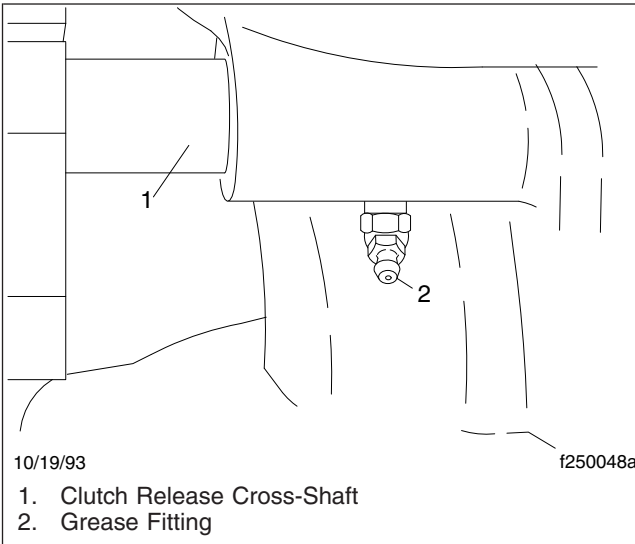 1
2
10/19/93
f250048a
1. Clutch Release Cross-Shaft
2. Grease Fitting